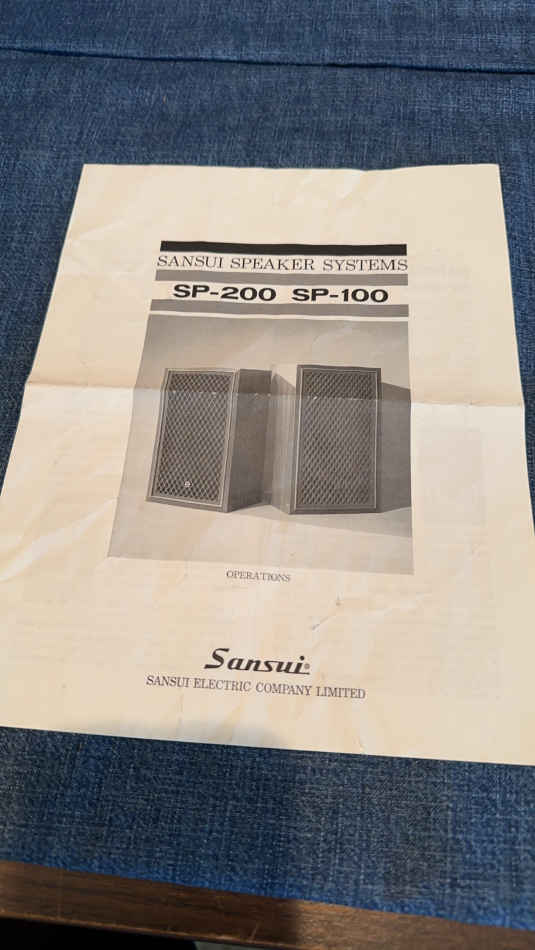 SANSUI SPEAKER SYSTEMS
SP-200 SP-100
OPERATIONS
Sansui®
SANSUI ELECTRIC COMPANY LIMITED